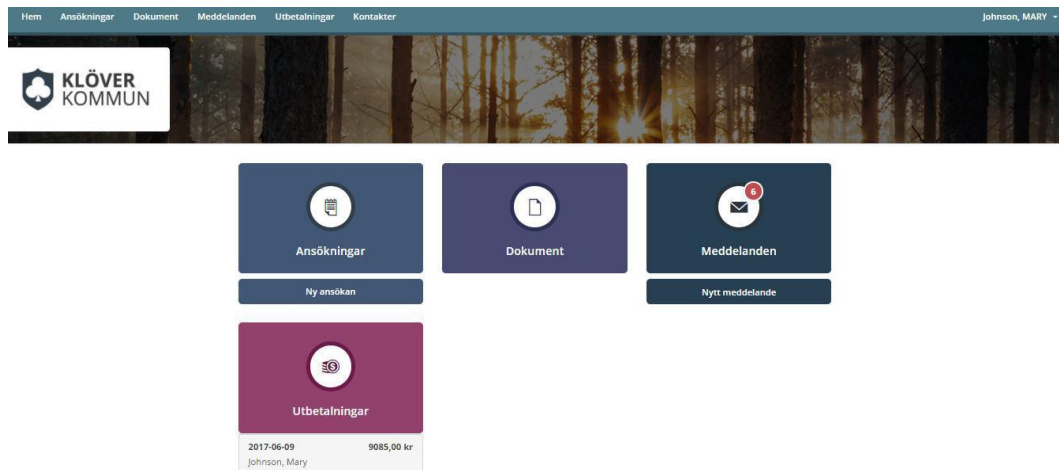 Hem Ansökningar Dokument Meddelanden Utbetalningar Kontakter Johnson, MARY
KLÖVER
KOMMUN
6
Ansökningar Dokument Meddelanden
Ny ansökan Nytt meddelande
Utbetalningar
2017-06-09 9085,00 kr
Johnson, Mary